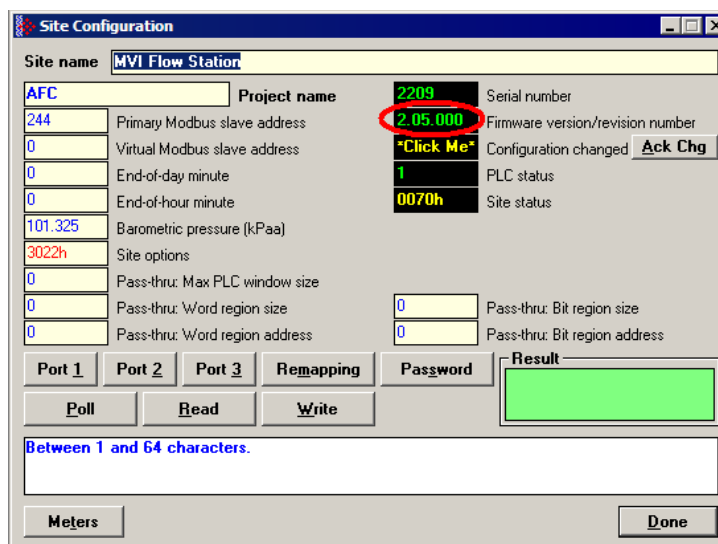 Site Configuration
Site name MVI Flow Station
AFC Project name 2209 Serial number
244 Primary Modbus slave address 2.05.000 Firmware version/revision number
0 Virtual Modbus slave address *Click Me* Configuration changed Ack Chg
0 End-of-day minute 1 PLC status
0 End-of-hour minute 0070h Site status
101.325 Barometric pressure (kPaa)
3022h Site options
0 Pass-thru: Max PLC window size
0 Pass-thru: Word region size 0 Pass-thru: Bit region size
0 Pass-thru: Word region address 0 Pass-thru: Bit region address
Port 1 Port 2 Port 3 Remapping Password Result
Poll Read Write
Between 1 and 64 characters.
Meters Done